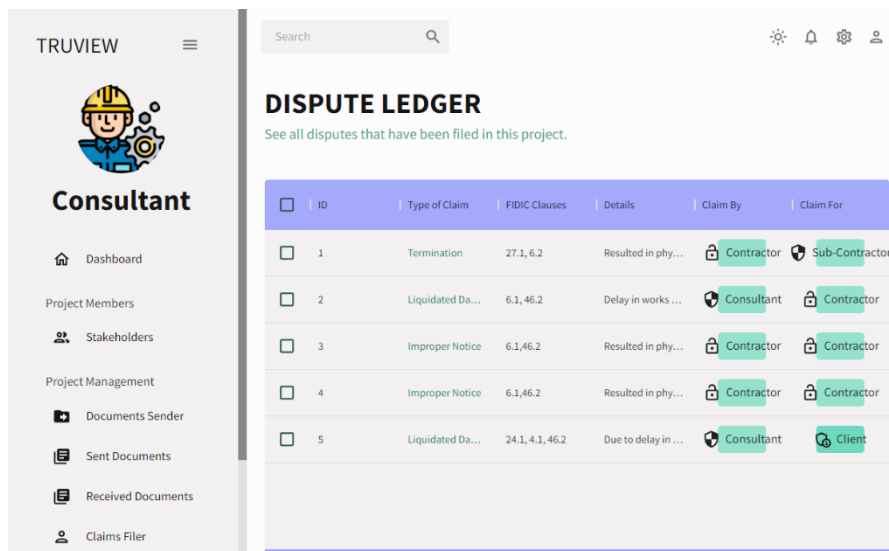 TRUVIEW
Search
Consultant
Dashboard
Project Members
Stakeholders
Project Management
Documents Sender
Sent Documents
Received Documents
Claims Filer
DISPUTE LEDGER
See all disputes that have been filed in this project.
ID Type of Claim FIDIC Clauses Details Claim By Claim For
1 Termination 27.1, 6.2 Resulted in phy... Contractor Sub-Contractor
2 Liquidated Da... 6.1, 46.2 Delay in works ... Consultant Contractor
3 Improper Notice 6.1,46.2 Resulted in phy... Contractor Contractor
4 Improper Notice 6.1,46.2 Resulted in phy... Contractor Contractor
5 Liquidated Da... 24.1, 4.1, 46.2 Due to delay in ... Consultant Client